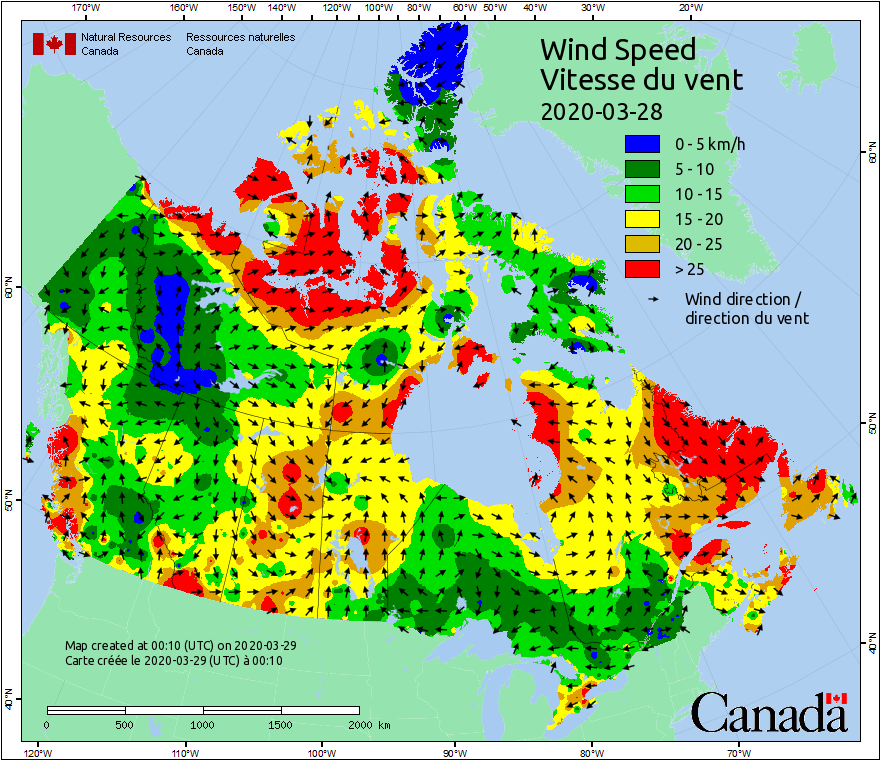 170°W 160°W 150°W 140°W 120°W 100°W 80°W 60°W 50°W 40°W 30°W 20°W
Natural Resources Ressources naturelles
Canada Canada
Wind Speed
Vitesse du vent
2020-03-28
0 - 5 km/h
5 - 10
10 - 15
15 - 20
20 - 25
> 25
Wind direction /
direction du vent
60°N
50°N
40°N
60°N
50°N
40°N
Map created at 00:10 (UTC) on 2020-03-29
Carte créée le 2020-03-29 (UTC) à 00:10
0 500 1000 1500 2000 km
Canada
120°W 110°W 100°W 90°W 80°W 70°W